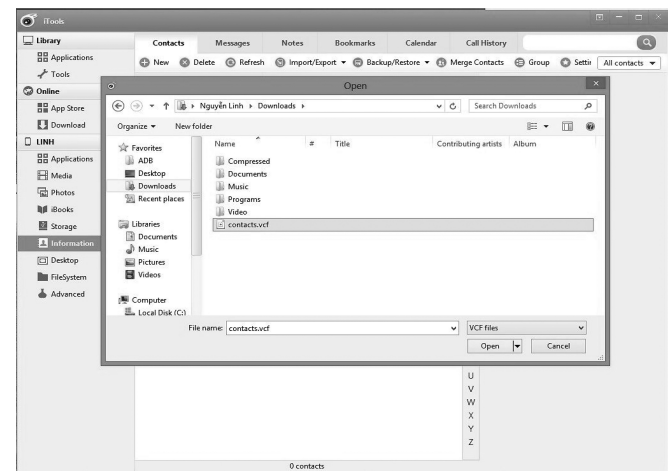 iTools
Library
Applications
Tools
Online
App Store
Download
LINH
Applications
Media
Photos
iBooks
Storage
Information
Desktop
FileSystem
Advanced
Contacts Messages Notes Bookmarks Calendar Call History
New Delete Refresh Import/Export Backup/Restore Merge Contacts Group Settin All contacts
Open
Nguyễn Linh Downloads Search Downloads
Organize New folder
Favorites
ADB
Desktop
Downloads
Recent places
Libraries
Documents
Music
Pictures
Videos
Computer
Local Disk (C:)
Name # Title Contributing artists Album
Compressed
Documents
Music
Programs
Video
contacts.vcf
File name: contacts.vcf VCF files
Open Cancel
U
V
W
X
Y
Z
0 contacts